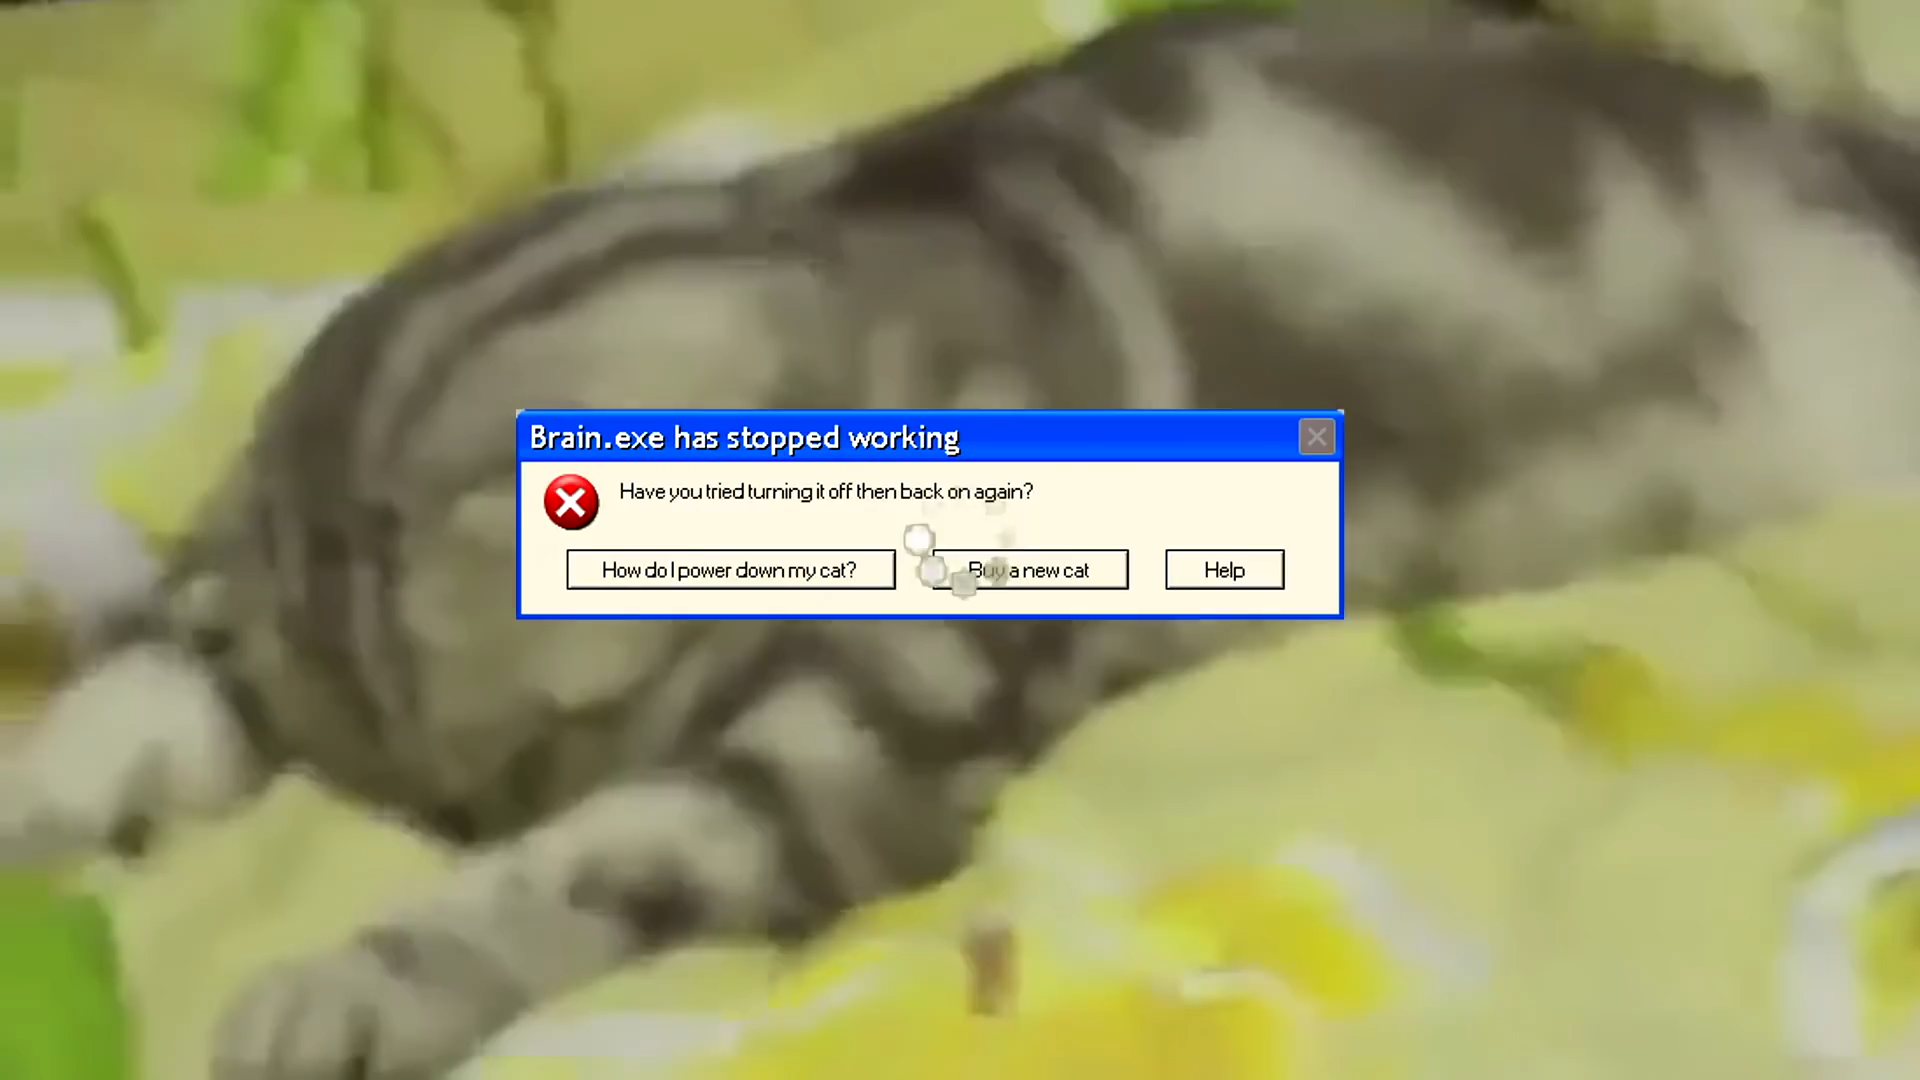 Brain.exe has stopped working
Have you tried turning it off then back on again?
How do I power down my cat?
Buy a new cat
Help